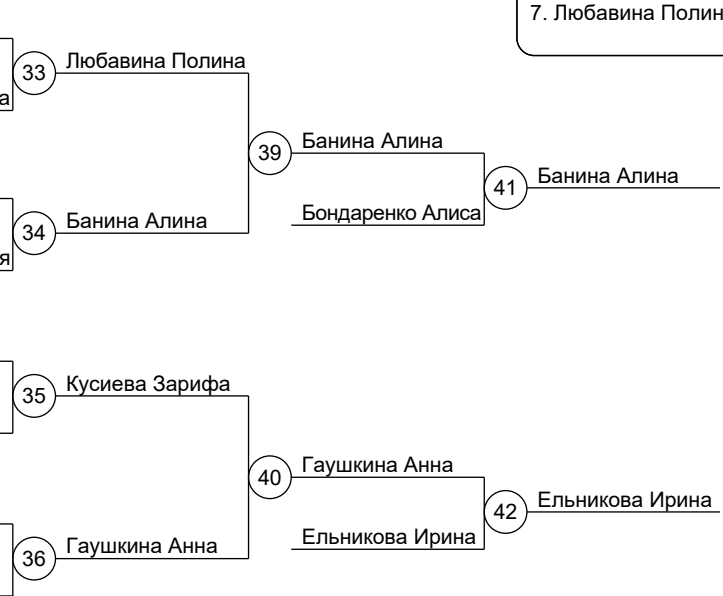 7. Любавина Полин
33
Любавина Полина
а
39
Банина Алина
41
Банина Алина
Бондаренко Алиса
34
Банина Алина
я
35
Кусиева Зарифа
40
Гаушкина Анна
42
Ельникова Ирина
Ельникова Ирина
36
Гаушкина Анна